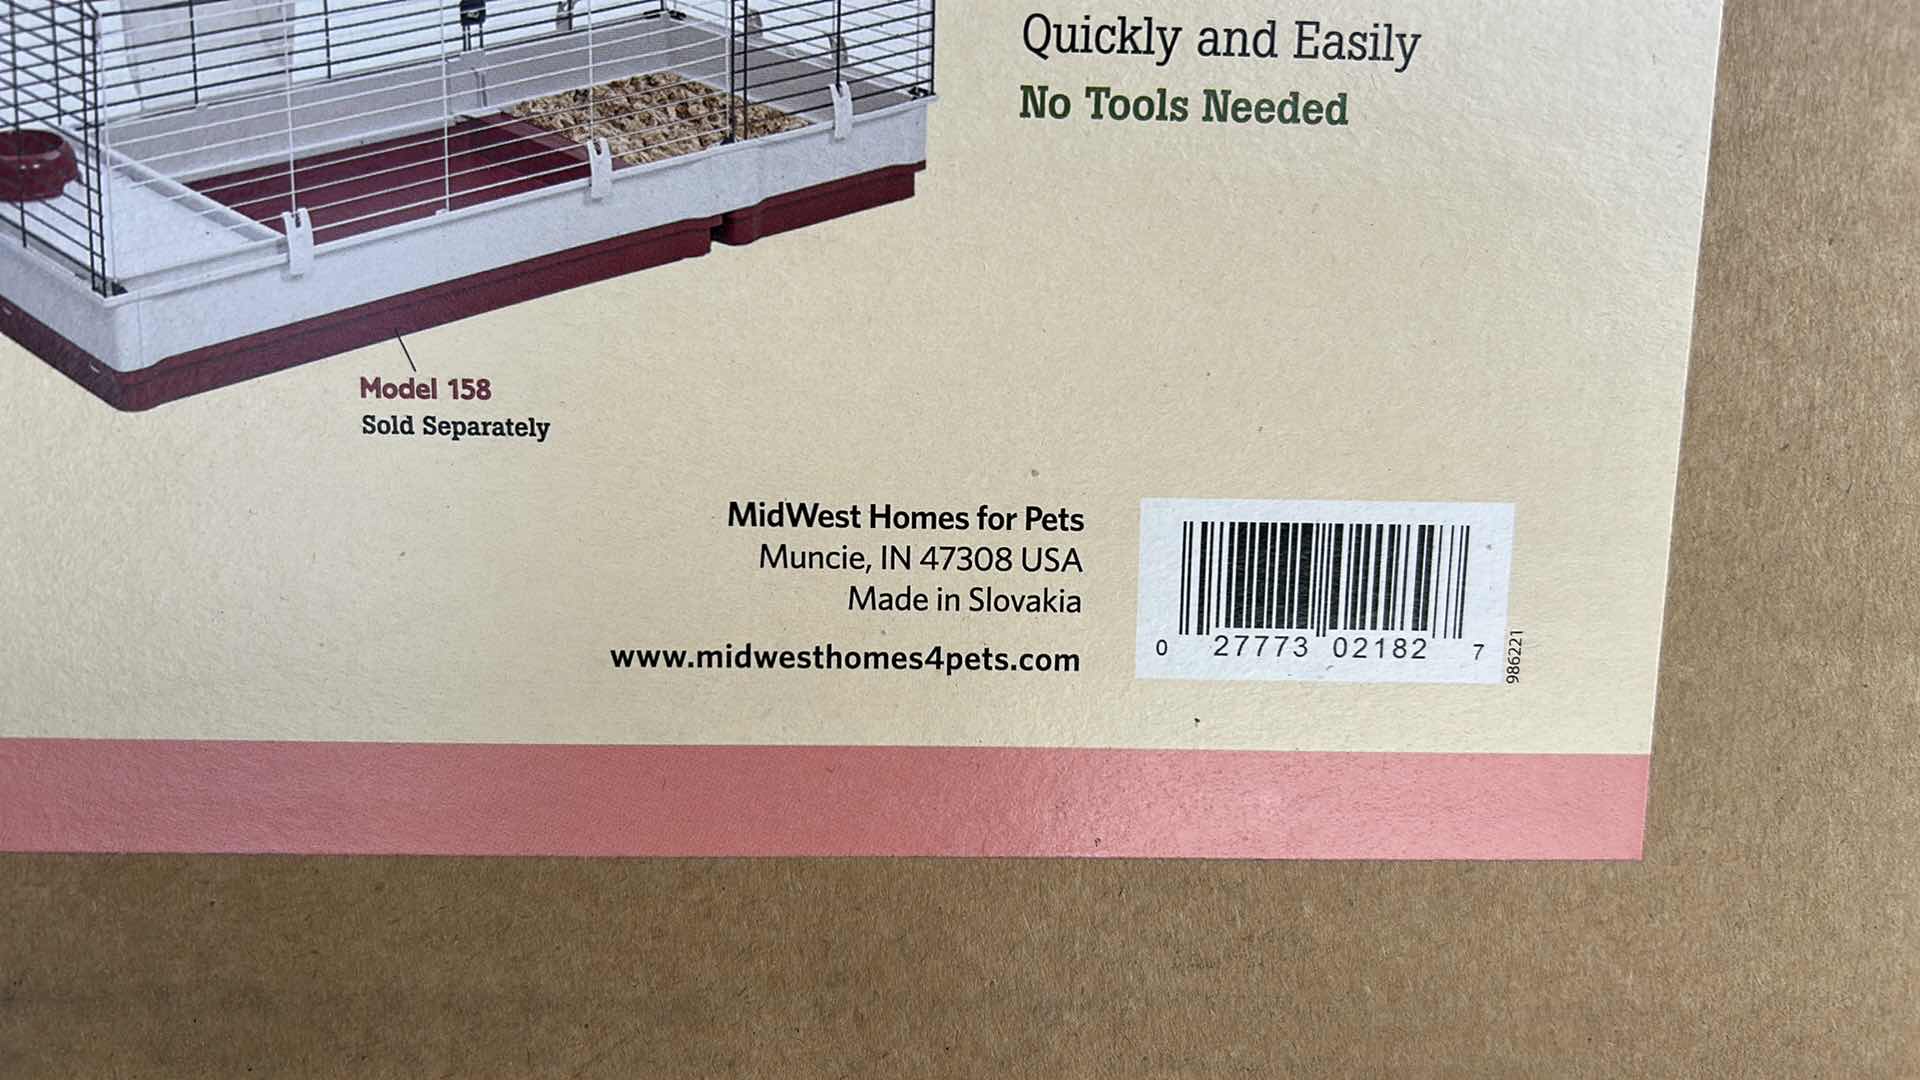 Quickly and Easily
No Tools Needed
Model 158
Sold Separately
MidWest Homes for Pets
Muncie, IN 47308 USA
Made in Slovakia
www.midwesthomes4pets.com
0 27773 02182 7
986221